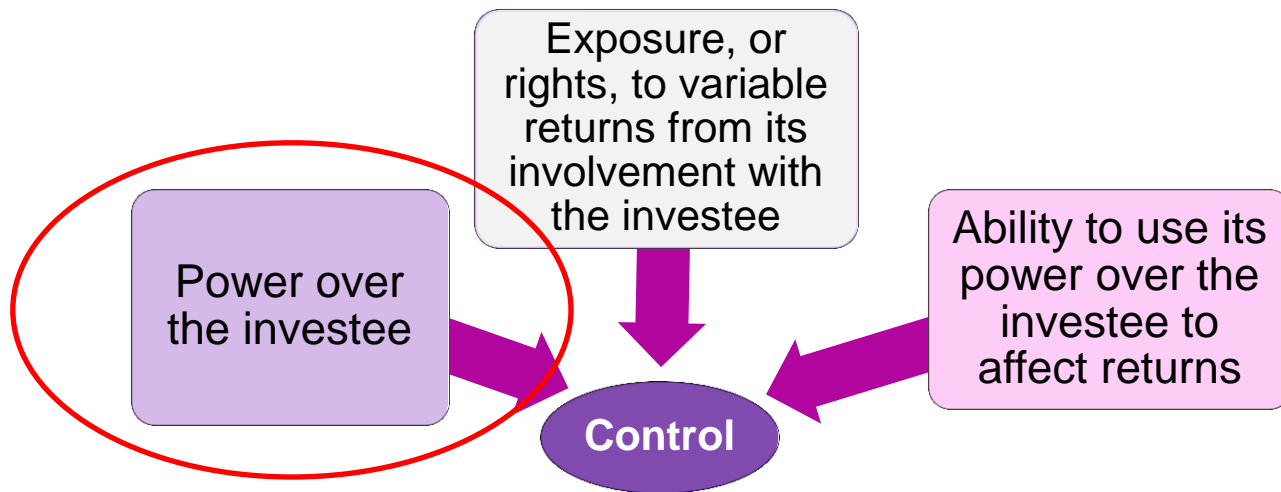 Exposure, or
rights, to variable
returns from its
involvement with
the investee
Power over
the investee
Ability to use its
power over the
investee to
affect returns
Control